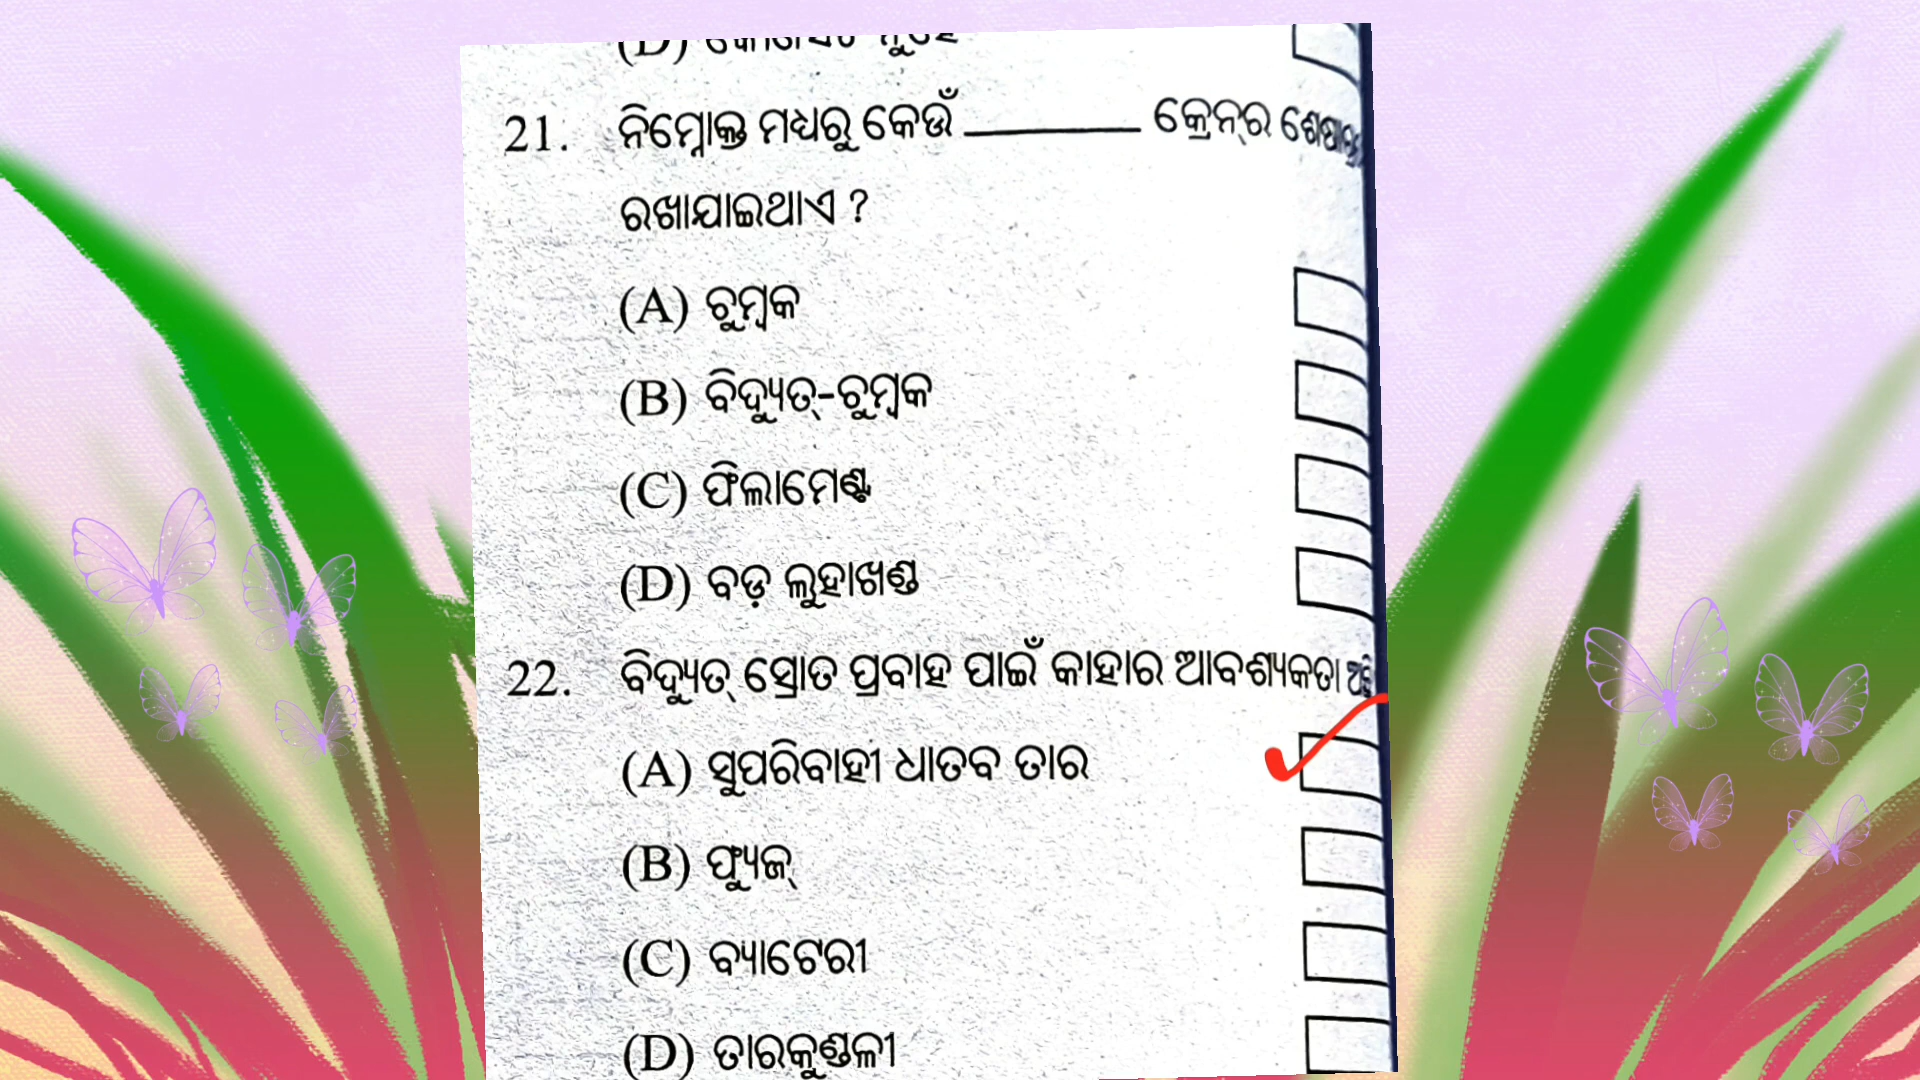 (D)
21. ନିମ୍ନୋକ୍ତ ମଧ୍ୟରୁ କେଉଁ ________ କ୍ରେନ୍‌ର
ରଖାଯାଇଥାଏ ?
(A) ଚୁମ୍ବକ
(B) ବିଦ୍ୟୁତ୍-ଚୁମ୍ବକ
(C) ଫିଲାମେଣ୍ଟ
(D) ବଡ଼ ଲୁହାଖଣ୍ଡ
22. ବିଦ୍ୟୁତ୍ ସ୍ରୋତ ପ୍ରବାହ ପାଇଁ କାହାର ଆବଶ୍ୟକତା
(A) ସୁପରିବାହୀ ଧାତବ ତାର
(B) ଫ୍ୟୁଜ୍
(C) ବ୍ୟାଟେରୀ
(D) ତାରକୁଣ୍ଡଳୀ